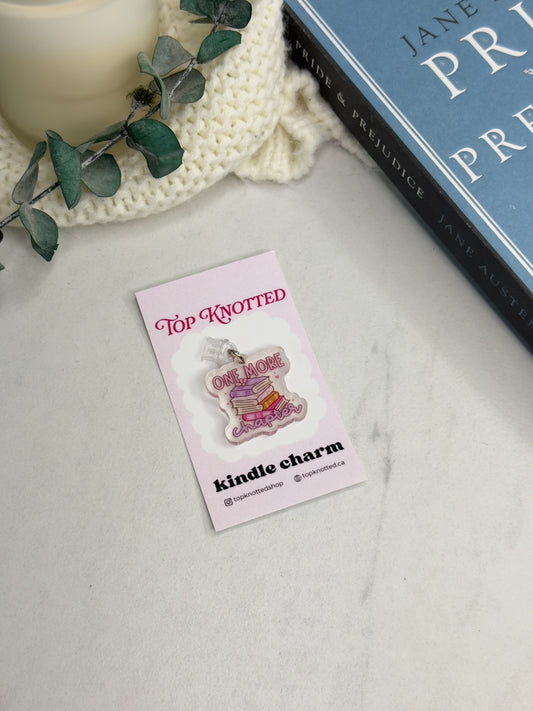 JANE
PRI
PRE
PRIDE & PREJUDICE
JANE AUSTEN
TOP KNOTTED
ONE MORE
chapter
kindle charm
topknottedshop
topknotted.ca